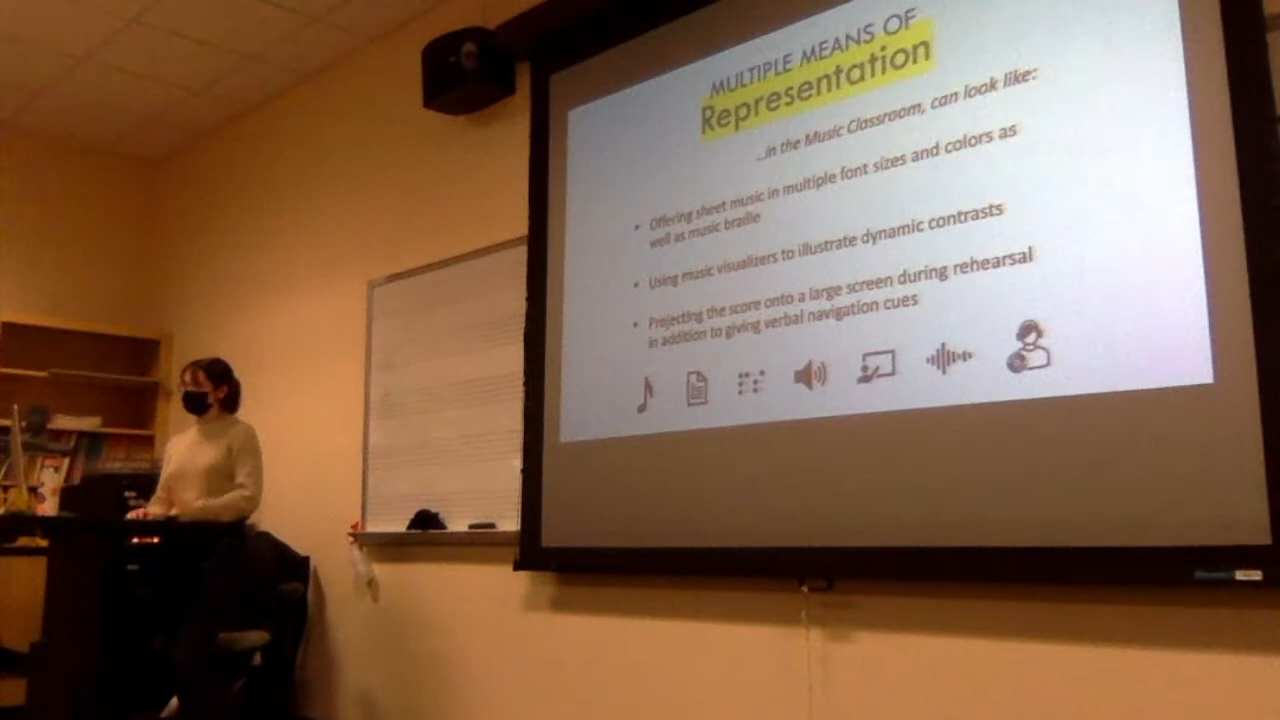 MULTIPLE MEANS OF
Representation
...in the Music Classroom, can look like:
• Offering sheet music in multiple font sizes and colors as
well as music braille
• Using music visualizers to illustrate dynamic contrasts
• Projecting the score onto a large screen during rehearsal
in addition to giving verbal navigation cues